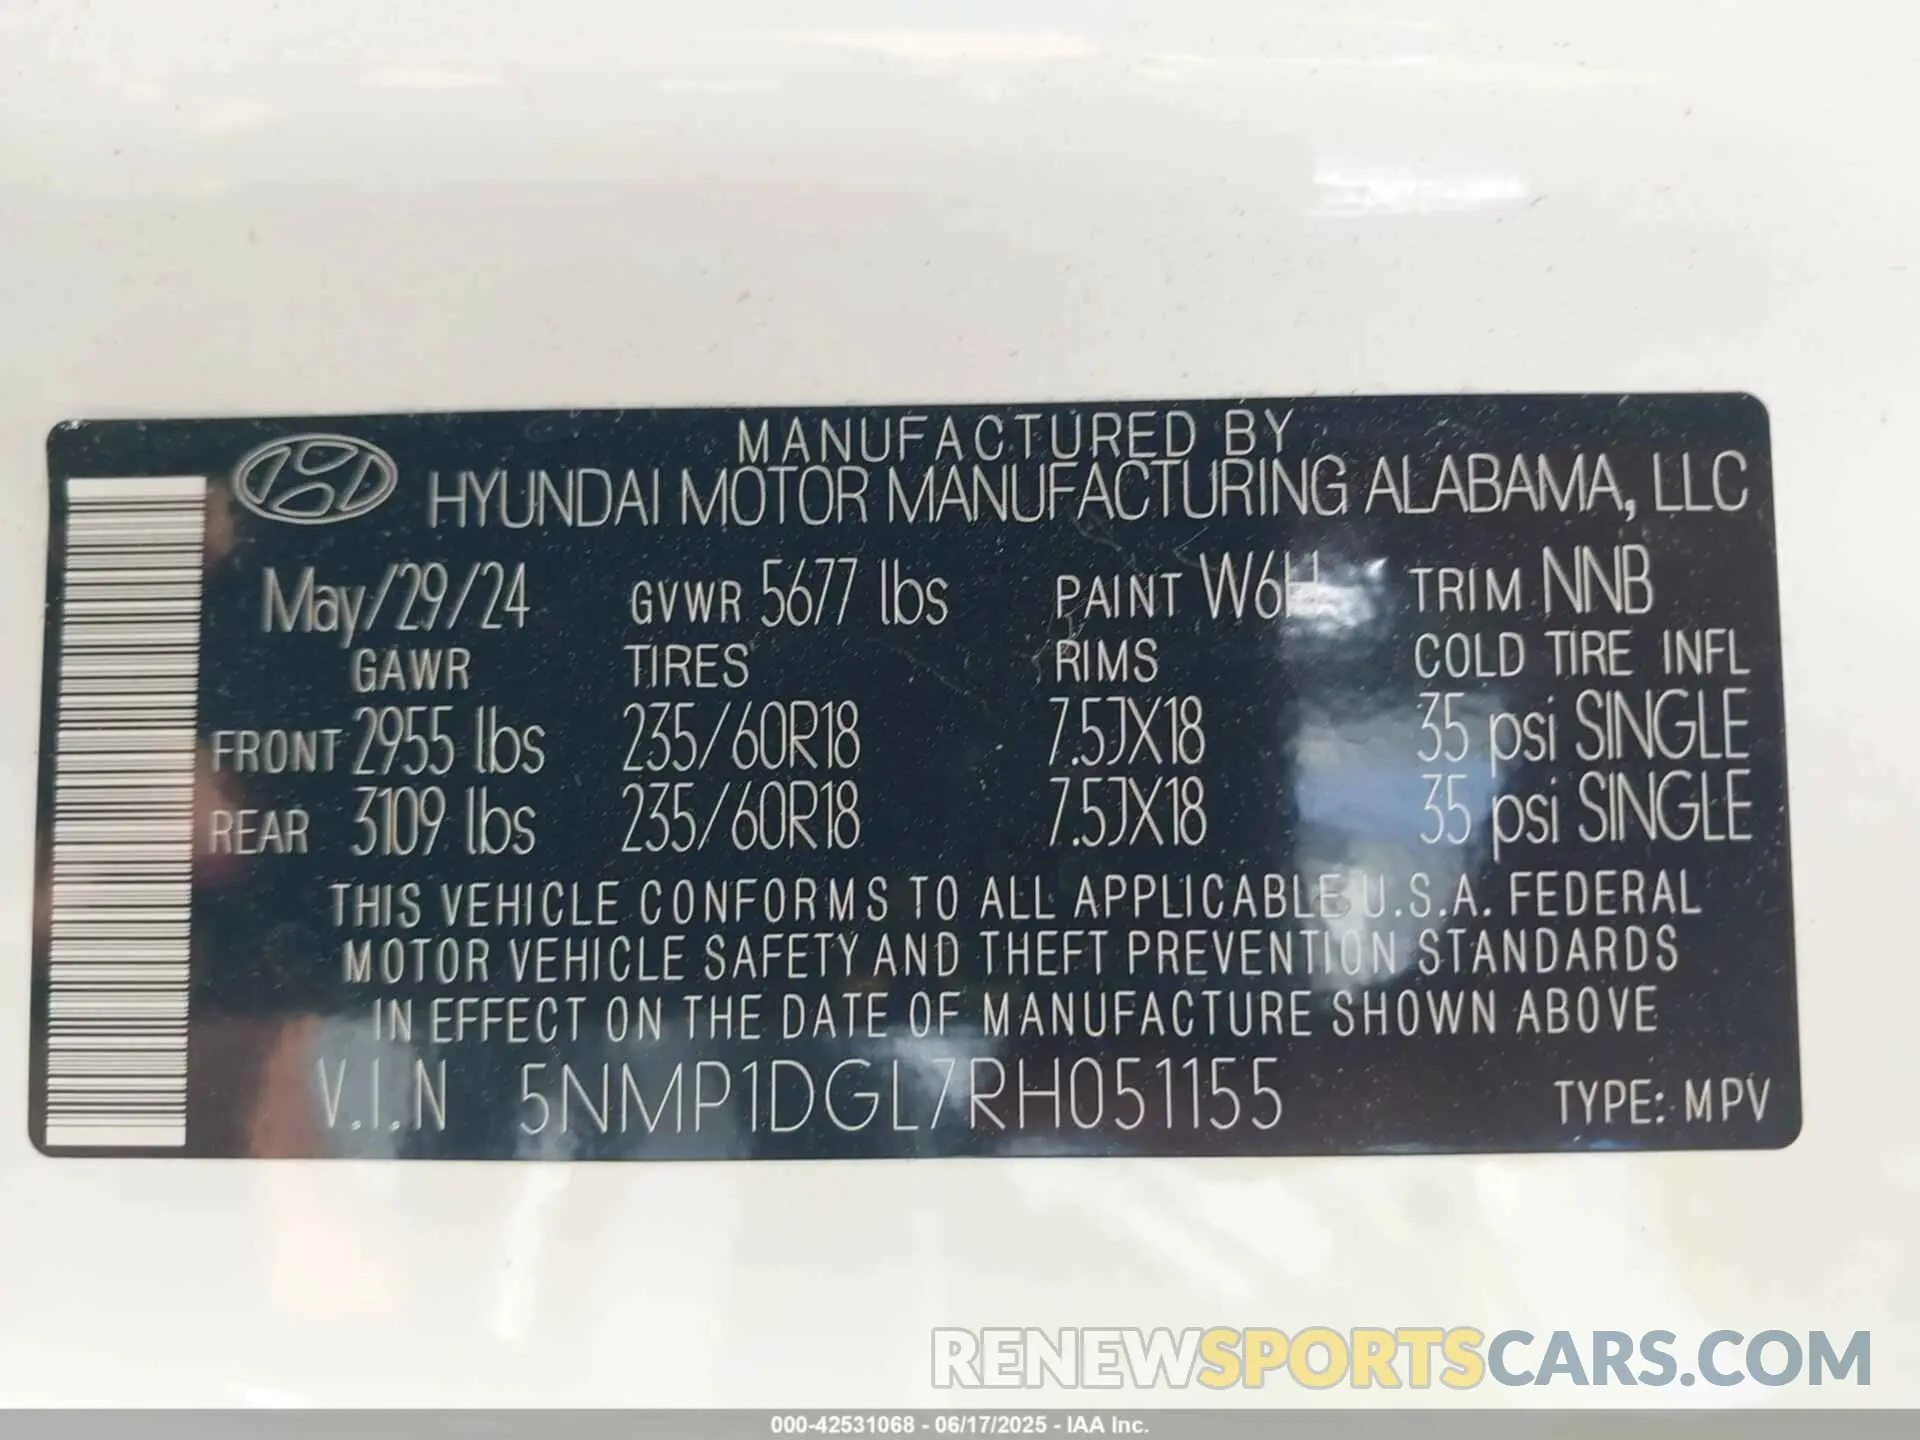 MANUFACTURED BY
HYUNDAI MOTOR MANUFACTURING ALABAMA, LLC
May/29/24 GVWR 5677 lbs PAINT W6H TRIM NNB
GAWR TIRES RIMS COLD TIRE INFL
FRONT 2955 lbs 235/60R18 7.5JX18 35 psi SINGLE
REAR 3109 lbs 235/60R18 7.5JX18 35 psi SINGLE
THIS VEHICLE CONFORMS TO ALL APPLICABLE U.S.A. FEDERAL
MOTOR VEHICLE SAFETY AND THEFT PREVENTION STANDARDS
IN EFFECT ON THE DATE OF MANUFACTURE SHOWN ABOVE
V.I.N 5NMP1DGL7RH051155 TYPE: MPV
RENEWSPORTSCARS.COM
000-42531068 - 06/17/2025 - IAA Inc.